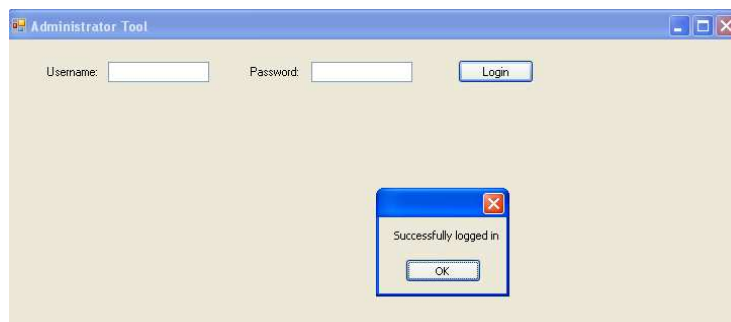 Administrator Tool
Username: Password: Login
Successfully logged in
OK